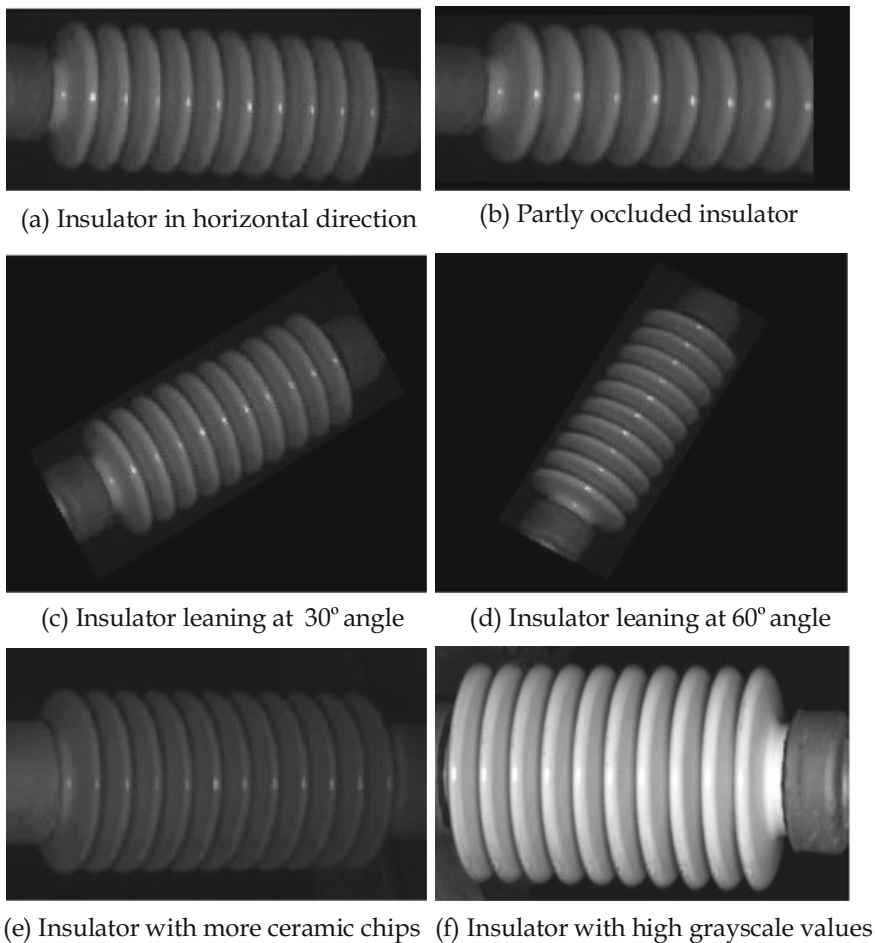 (a) Insulator in horizontal direction
(b) Partly occluded insulator
(c) Insulator leaning at 30° angle
(d) Insulator leaning at 60° angle
(e) Insulator with more ceramic chips
(f) Insulator with high grayscale values